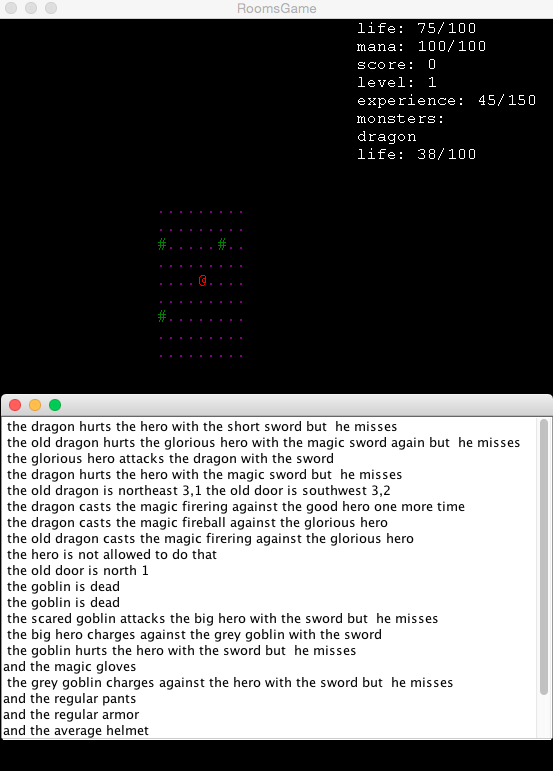 RoomsGame
life: 75/100
mana: 100/100
score: 0
level: 1
experience: 45/150
monsters:
dragon
life: 38/100
.........
.........
#.....#..
.........
....@....
.........
#........
.........
.........
the dragon hurts the hero with the short sword but  he misses
the old dragon hurts the glorious hero with the magic sword again but  he misses
the glorious hero attacks the dragon with the sword
the dragon hurts the hero with the magic sword but  he misses
the old dragon is northeast 3,1 the old door is southwest 3,2
the dragon casts the magic firering against the good hero one more time
the dragon casts the magic fireball against the glorious hero
the old dragon casts the magic firering against the glorious hero
the hero is not allowed to do that
the old door is north 1
the goblin is dead
the goblin is dead
the scared goblin attacks the big hero with the sword but  he misses
the big hero charges against the grey goblin with the sword
the goblin hurts the hero with the sword but  he misses
and the magic gloves
the grey goblin charges against the hero with the sword but  he misses
and the regular pants
and the regular armor
and the average helmet